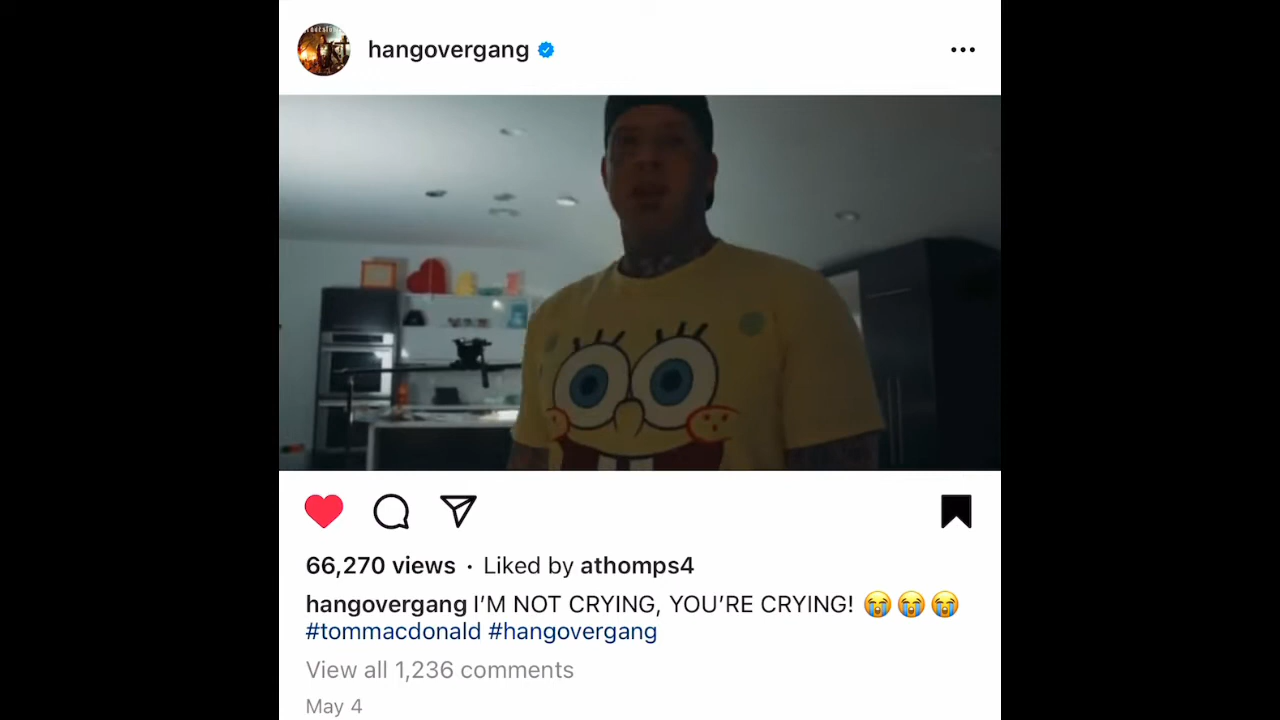 hangovergang
66,270 views · Liked by athomps4
hangovergang I’M NOT CRYING, YOU’RE CRYING! 😭😭😭
#tommacdonald #hangovergang
View all 1,236 comments
May 4